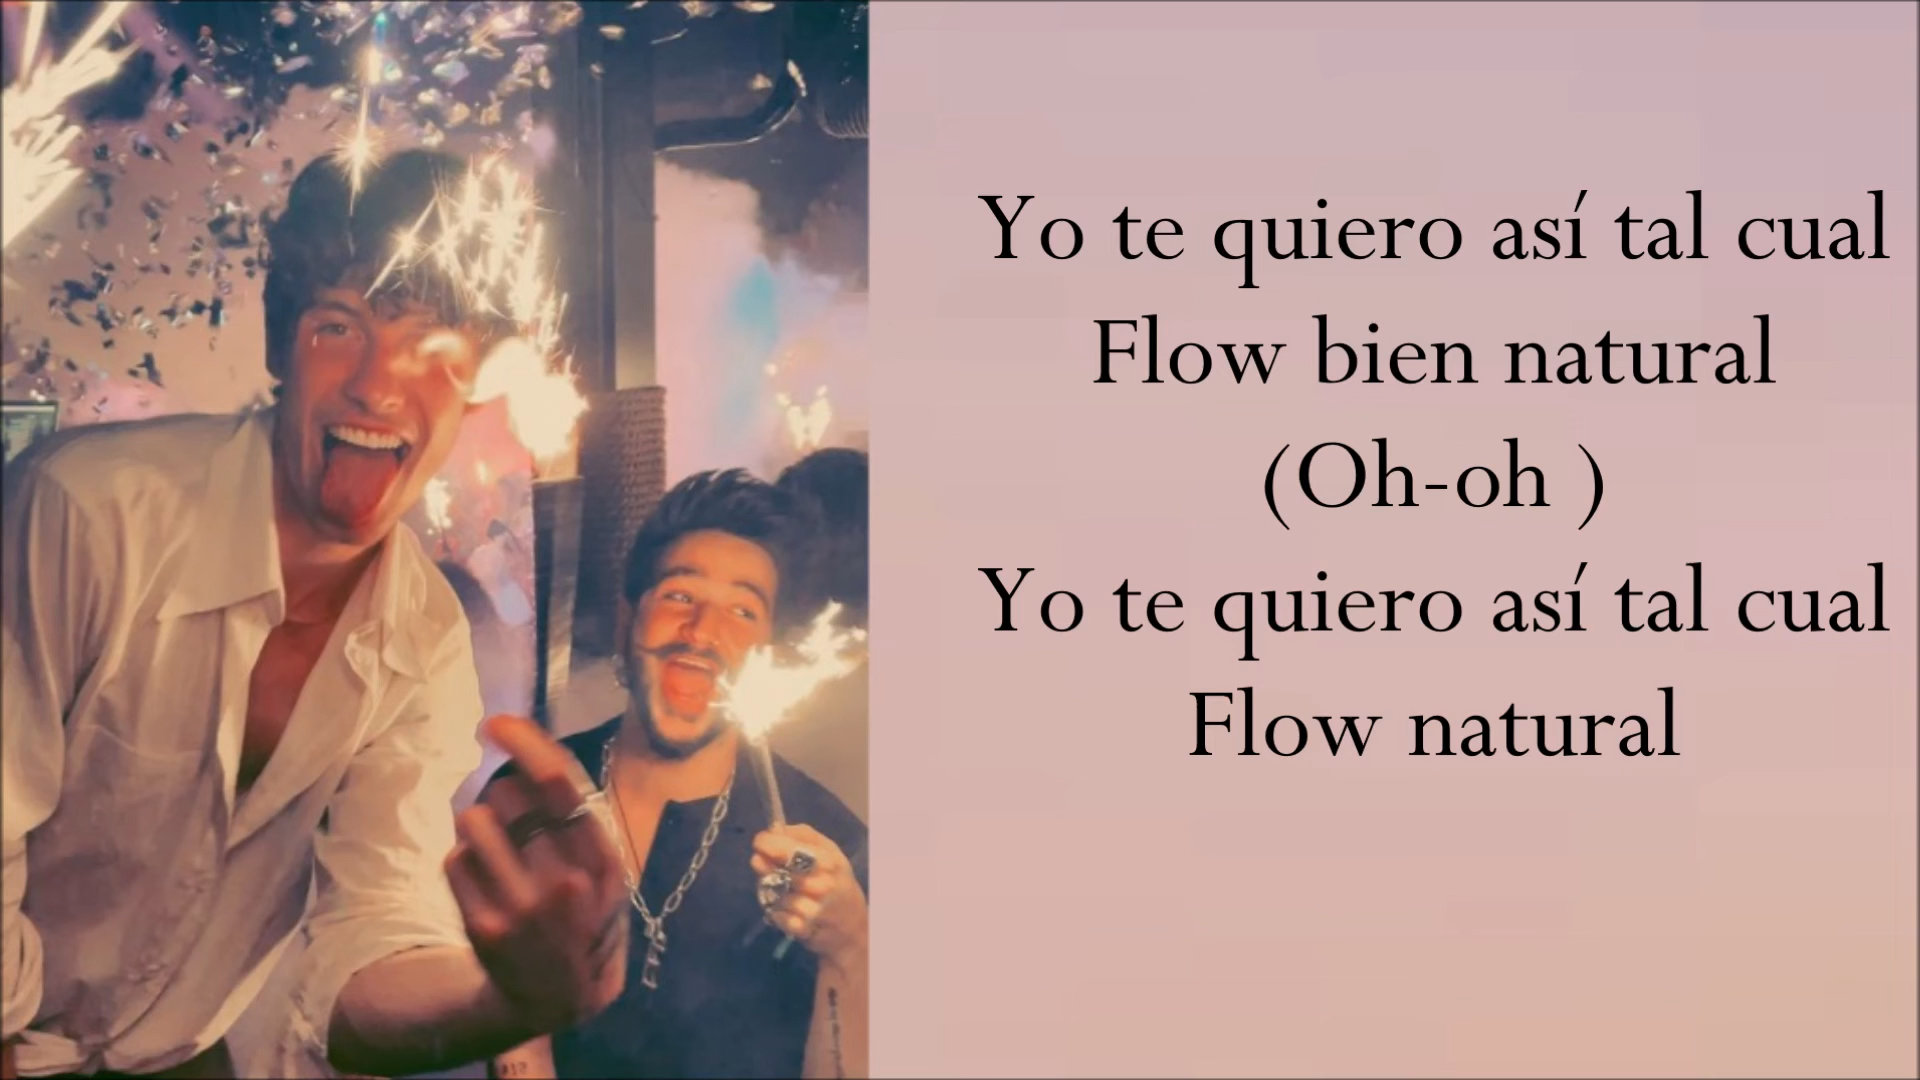 Yo te quiero así tal cual
Flow bien natural
(Oh-oh )
Yo te quiero así tal cual
Flow natural